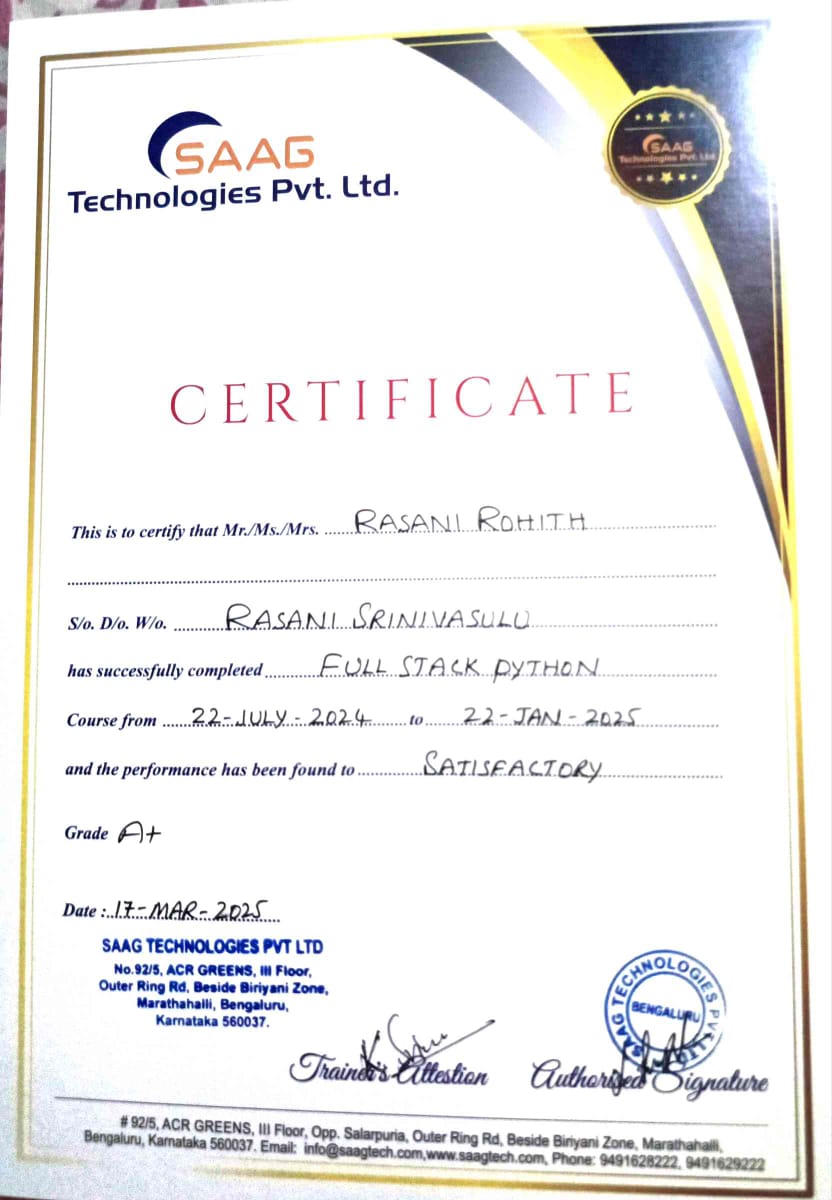 SAAG
Technologies Pvt. Ltd.
SAAG
Technologies Pvt. Ltd.
CERTIFICATE
This is to certify that Mr./Ms./Mrs. RASANI ROHITH
S/o. D/o. W/o. RASANI SRINIVASULU
has successfully completed FULL STACK PYTHON
Course from 22-JULY-2024 to 22-JAN-2025
and the performance has been found to SATISFACTORY
Grade A+
Date : 17-MAR-2025
SAAG TECHNOLOGIES PVT LTD
No.92/5, ACR GREENS, III Floor,
Outer Ring Rd, Beside Biriyani Zone,
Marathahalli, Bengaluru,
Karnataka 560037.
SAAG TECHNOLOGIES PVT LTD
BENGALURU
Trainer's Attestion
Authorised Signature
# 92/5, ACR GREENS, III Floor, Opp. Salarpuria, Outer Ring Rd, Beside Biriyani Zone, Marathahalli,
Bengaluru, Karnataka 560037. Email: info@saagtech.com,www.saagtech.com, Phone: 9491628222, 9491629222